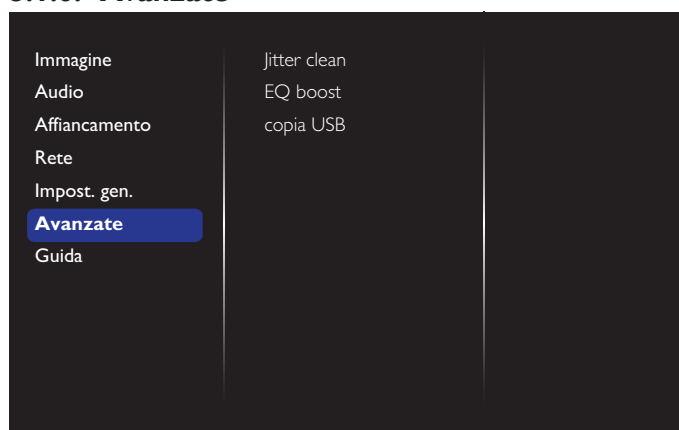 Immagine
Audio
Affiancamento
Rete
Impost. gen.
Avanzate
Guida
Jitter clean
EQ boost
copia USB